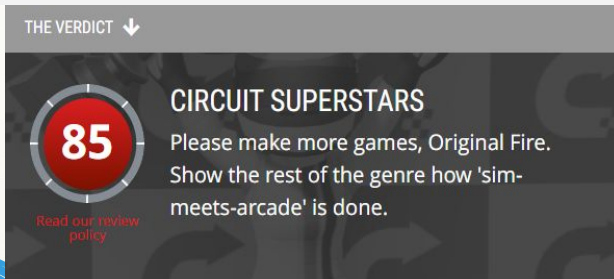 THE VERDICT
85
Read our review
policy
CIRCUIT SUPERSTARS
Please make more games, Original Fire.
Show the rest of the genre how 'sim-
meets-arcade' is done.